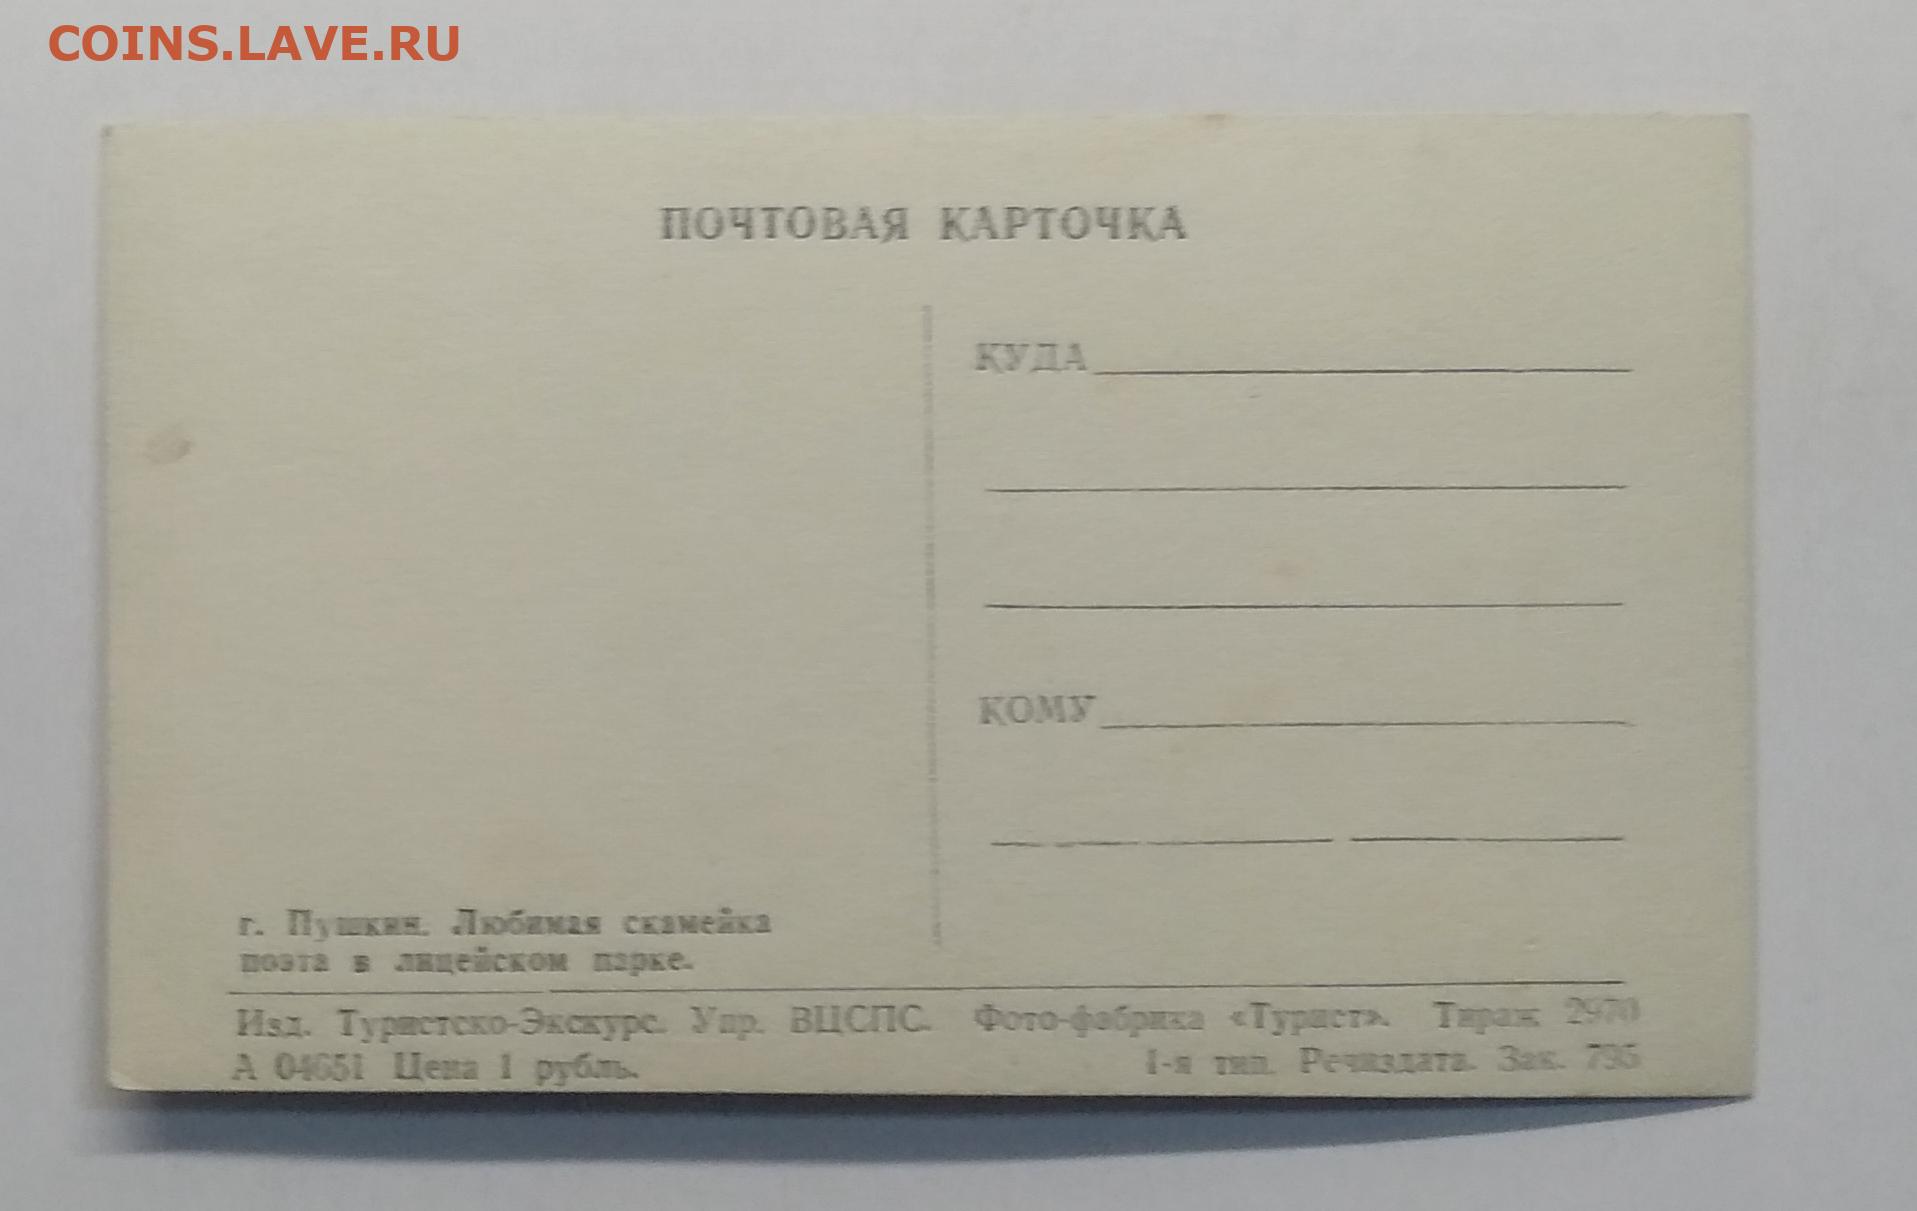 COINS.LAVE.RU
ПОЧТОВАЯ КАРТОЧКА
КУДА
КОМУ
г. Пушкин. Любимая скамейка
поэта в лицейском парке.
Изд. Туристско-Экскурс. Упр. ВЦСПС. Фото-фабрика «Турист». Тираж 2970
А 04651 Цена 1 рубль. 1-я тип. Речиздата. Зак. 795